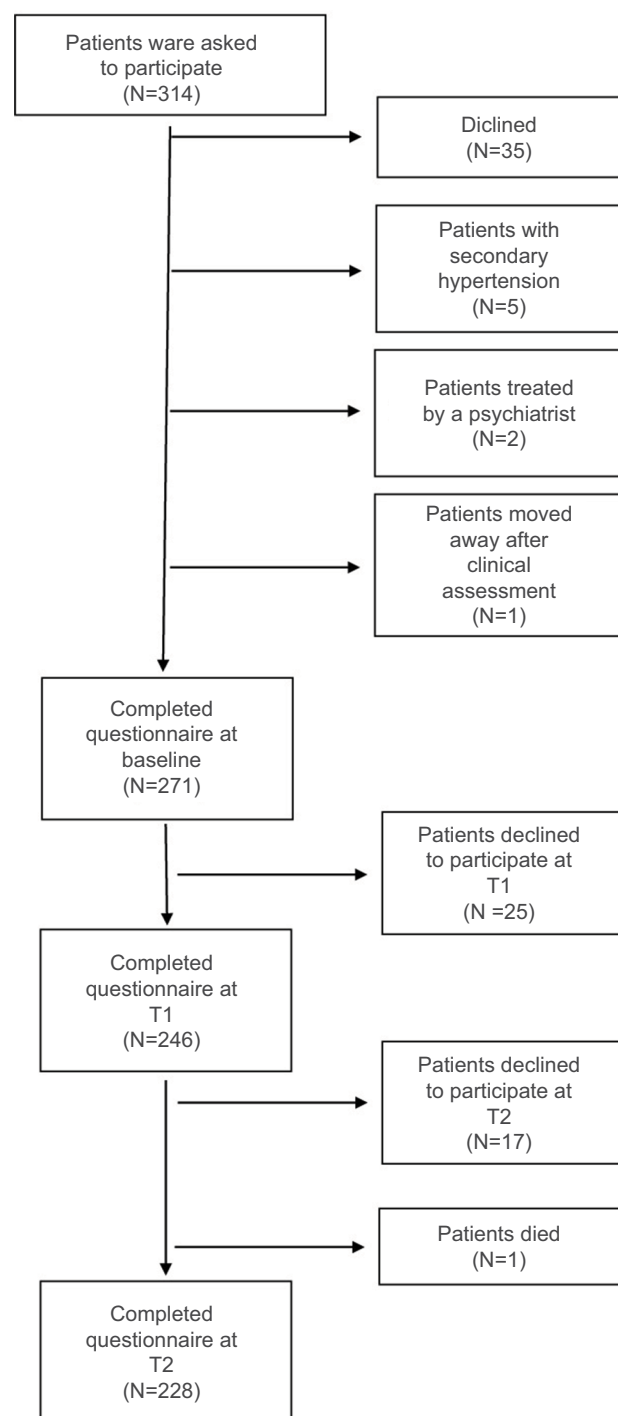 Patients ware asked
to participate
(N=314)
Diclined
(N=35)
Patients with
secondary
hypertension
(N=5)
Patients treated
by a psychiatrist
(N=2)
Patients moved
away after
clinical
assessment
(N=1)
Completed
questionnaire at
baseline
(N=271)
Patients declined
to participate at
T1
(N =25)
Completed
questionnaire at
T1
(N=246)
Patients declined
to participate at
T2
(N=17)
Patients died
(N=1)
Completed
questionnaire at
T2
(N=228)